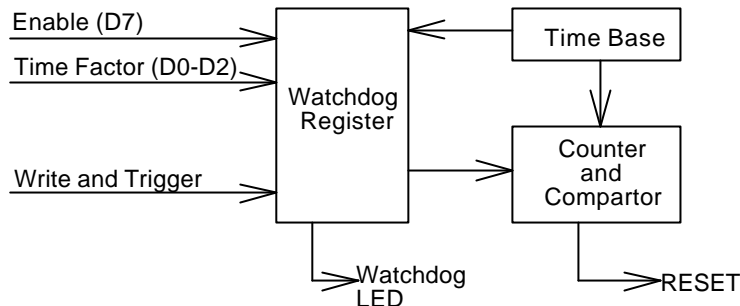 Enable (D7)
Time Factor (D0-D2)
Write and Trigger
Watchdog
Register
Time Base
Counter
and
Compartor
Watchdog
LED
RESET